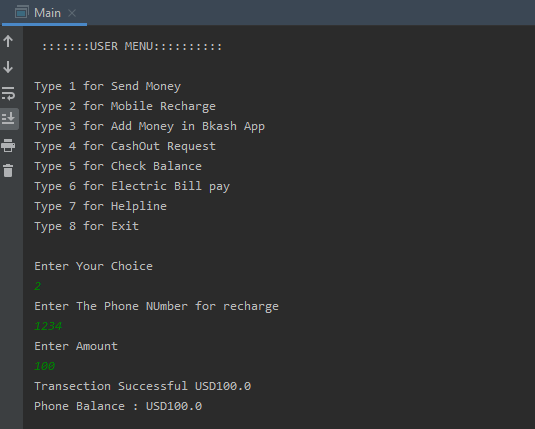 Main
:::::::USER MENU::::::::::
Type 1 for Send Money
Type 2 for Mobile Recharge
Type 3 for Add Money in Bkash App
Type 4 for CashOut Request
Type 5 for Check Balance
Type 6 for Electric Bill pay
Type 7 for Helpline
Type 8 for Exit
Enter Your Choice
2
Enter The Phone NUmber for recharge
1234
Enter Amount
100
Transection Successful USD100.0
Phone Balance : USD100.0